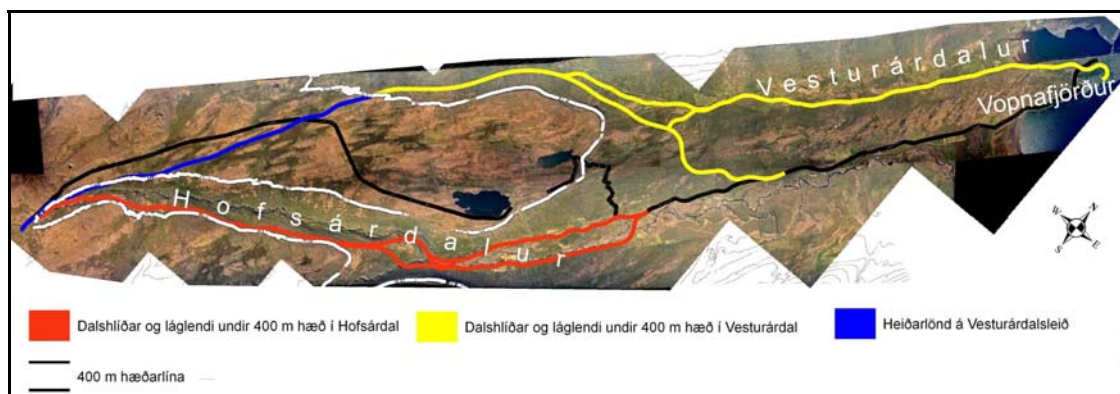 Vesturárdalur
Vopnafjörður
Hofsárdalur
N
W
E
S
Dalshlíðar og láglendi undir 400 m hæð í Hofsárdal
Dalshlíðar og láglendi undir 400 m hæð í Vesturárdal
Heiðarlönd á Vesturárdalsleið
400 m hæðarlína